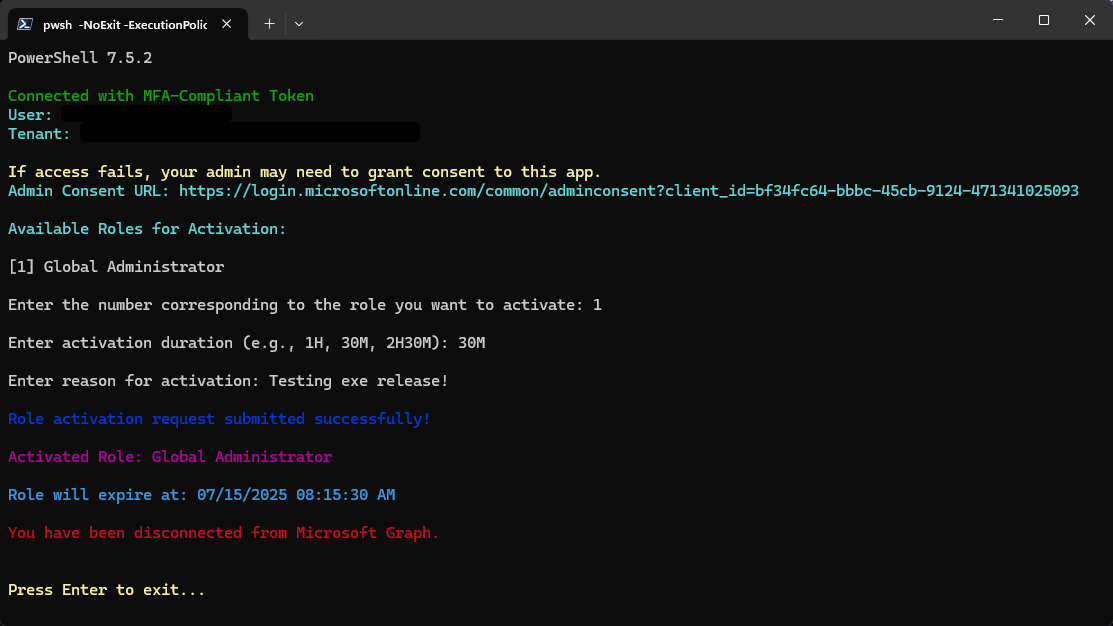 pwsh -NoExit -ExecutionPolic
PowerShell 7.5.2
Connected with MFA-Compliant Token
User:
Tenant:
If access fails, your admin may need to grant consent to this app.
Admin Consent URL: https://login.microsoftonline.com/common/adminconsent?client_id=bf34fc64-bbbc-45cb-9124-471341025093
Available Roles for Activation:
[1] Global Administrator
Enter the number corresponding to the role you want to activate: 1
Enter activation duration (e.g., 1H, 30M, 2H30M): 30M
Enter reason for activation: Testing exe release!
Role activation request submitted successfully!
Activated Role: Global Administrator
Role will expire at: 07/15/2025 08:15:30 AM
You have been disconnected from Microsoft Graph.
Press Enter to exit...